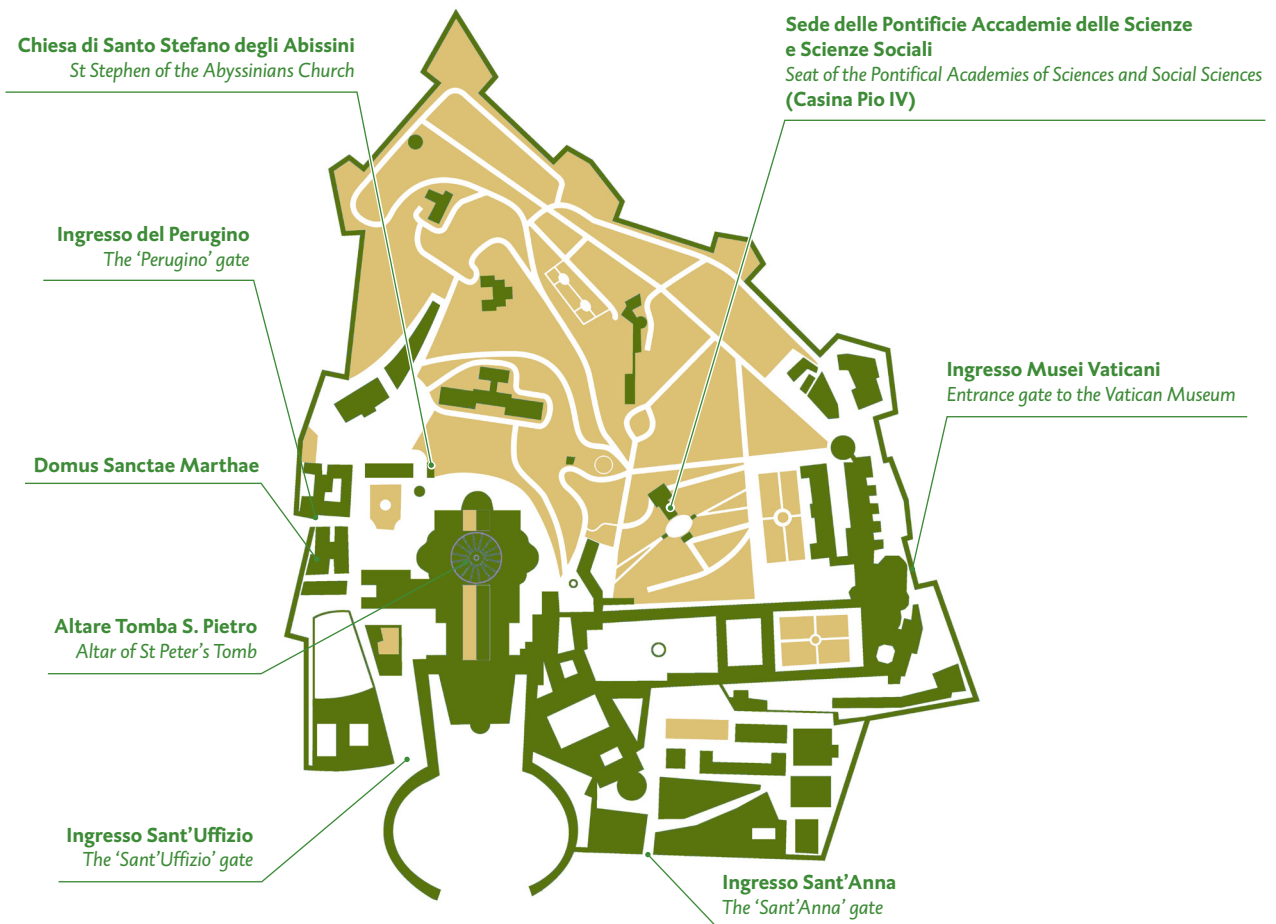 Chiesa di Santo Stefano degli Abissini
St Stephen of the Abyssinians Church
Sede delle Pontificie Accademie delle Scienze
e Scienze Sociali
Seat of the Pontifical Academies of Sciences and Social Sciences
(Casina Pio IV)
Ingresso del Perugino
The ‘Perugino’ gate
Ingresso Musei Vaticani
Entrance gate to the Vatican Museum
Domus Sanctae Marthae
Altare Tomba S. Pietro
Altar of St Peter’s Tomb
Ingresso Sant’Uffizio
The ‘Sant’Uffizio’ gate
Ingresso Sant’Anna
The ‘Sant’Anna’ gate